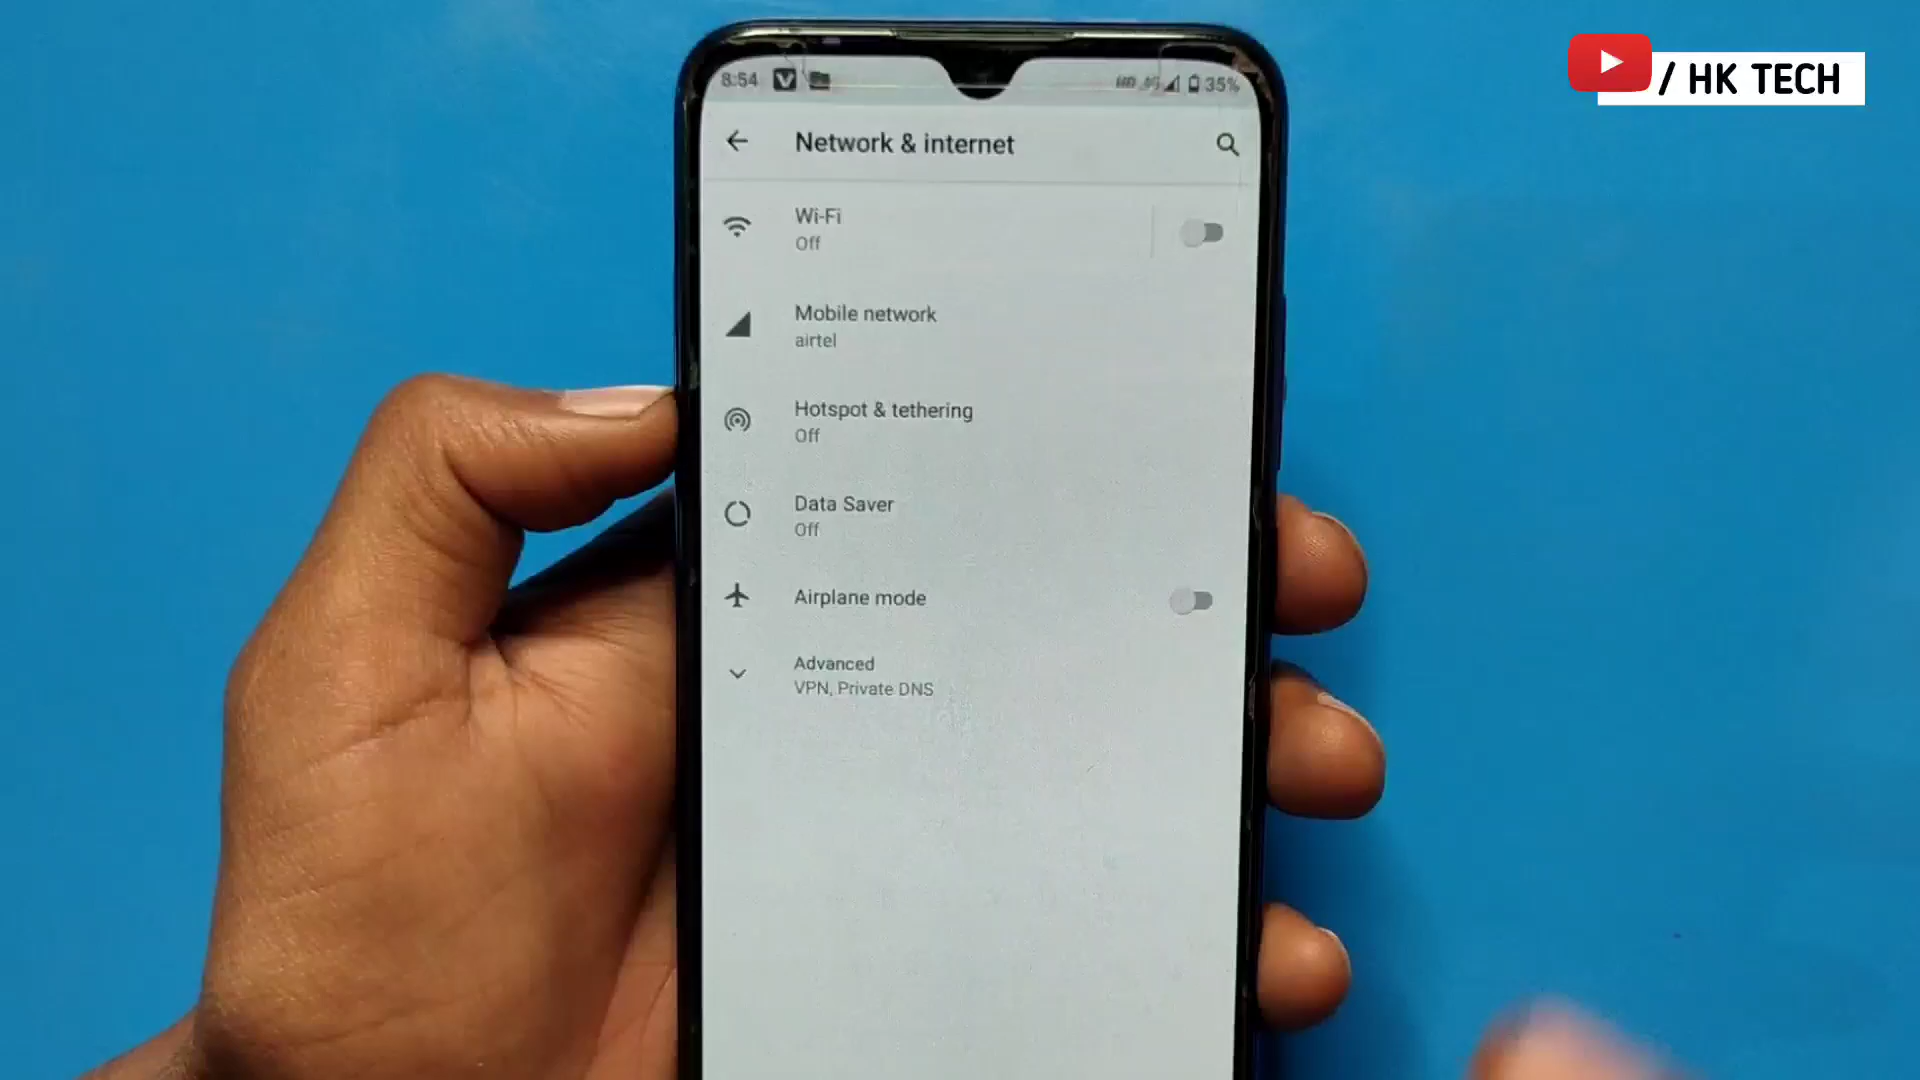 / HK TECH
8:54
35%
Network & internet
Wi-Fi
Off
Mobile network
airtel
Hotspot & tethering
Off
Data Saver
Off
Airplane mode
Advanced
VPN, Private DNS